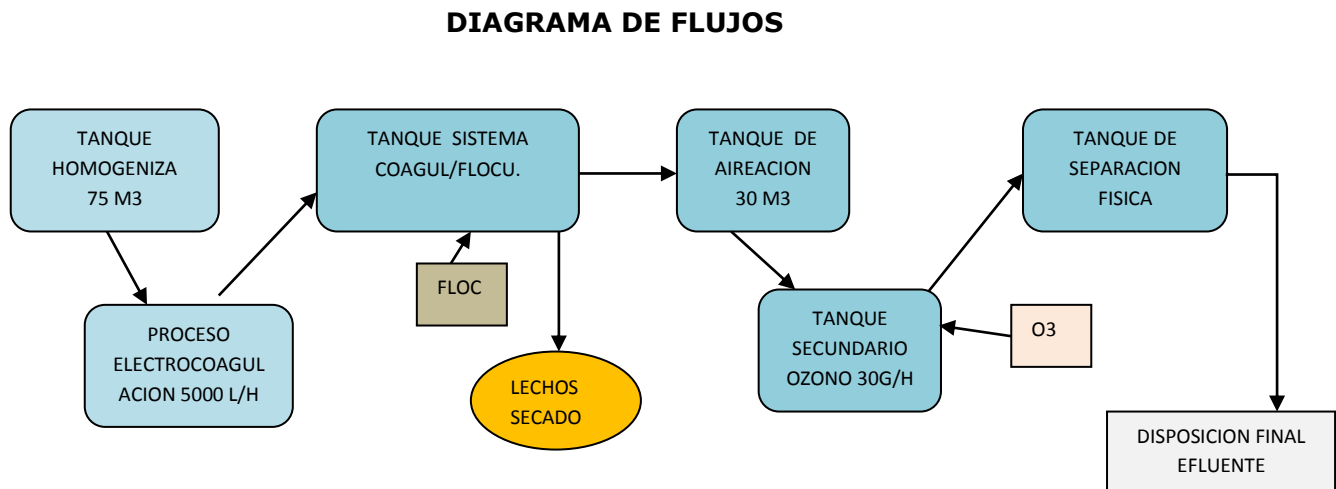 DIAGRAMA DE FLUJOS
TANQUE
HOMOGENIZA
75 M3
TANQUE SISTEMA
COAGUL/FLOCU.
TANQUE DE
AIREACION
30 M3
TANQUE DE
SEPARACION
FISICA
FLOC
PROCESO
ELECTROCOAGUL
ACION 5000 L/H
LECHOS
SECADO
TANQUE
SECUNDARIO
OZONO 30G/H
O3
DISPOSICION FINAL
EFLUENTE